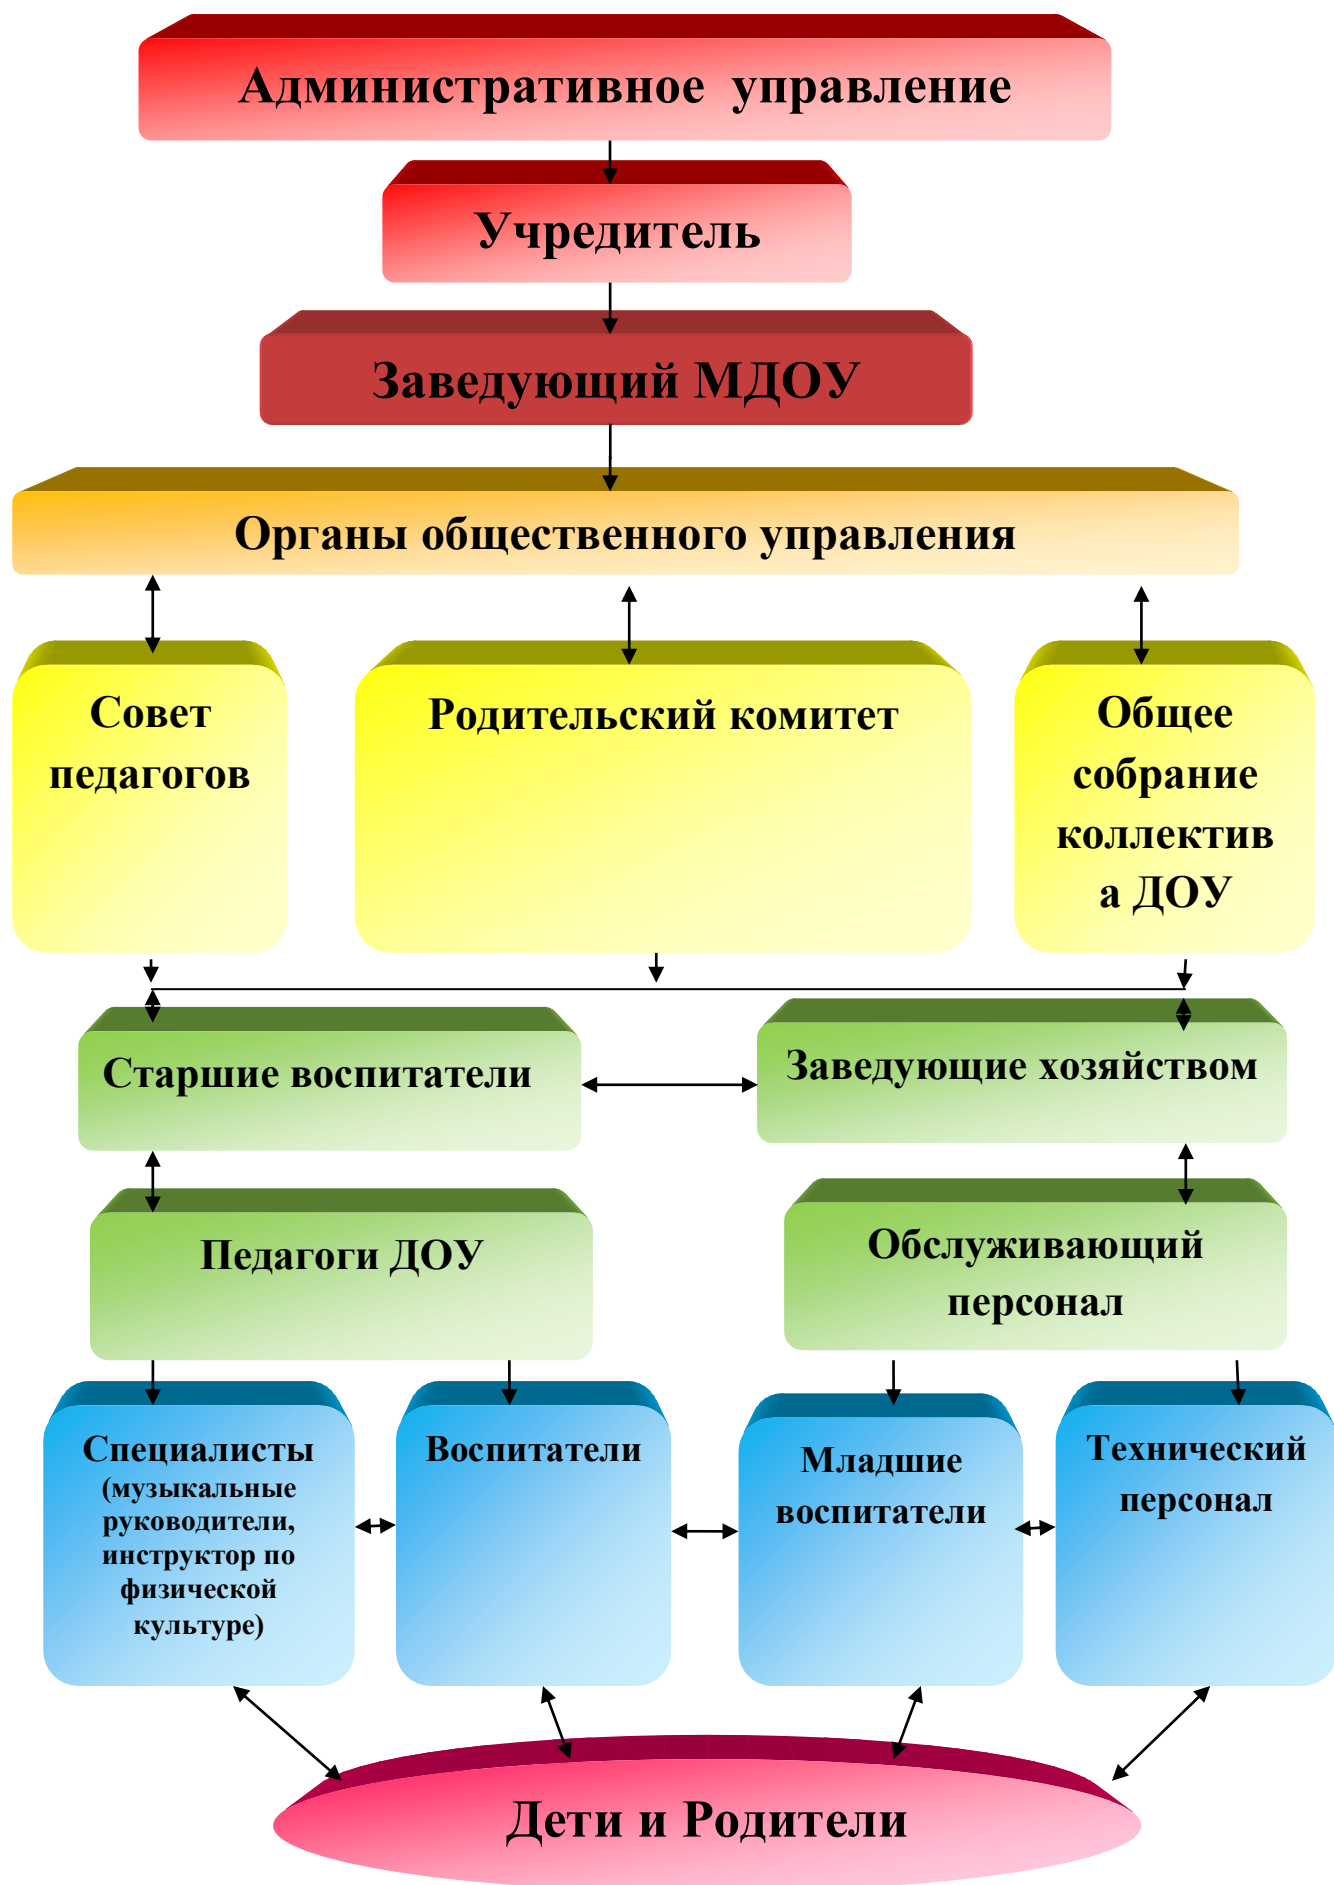 Административное управление
Учредитель
Заведующий МДОУ
Органы общественного управления
Совет
педагогов
Родительский комитет
Общее
собрание
коллектив
а ДОУ
Старшие воспитатели
Заведующие хозяйством
Педагоги ДОУ
Обслуживающий
персонал
Специалисты
(музыкальные
руководители,
инструктор по
физической
культуре)
Воспитатели
Младшие
воспитатели
Технический
персонал
Дети и Родители